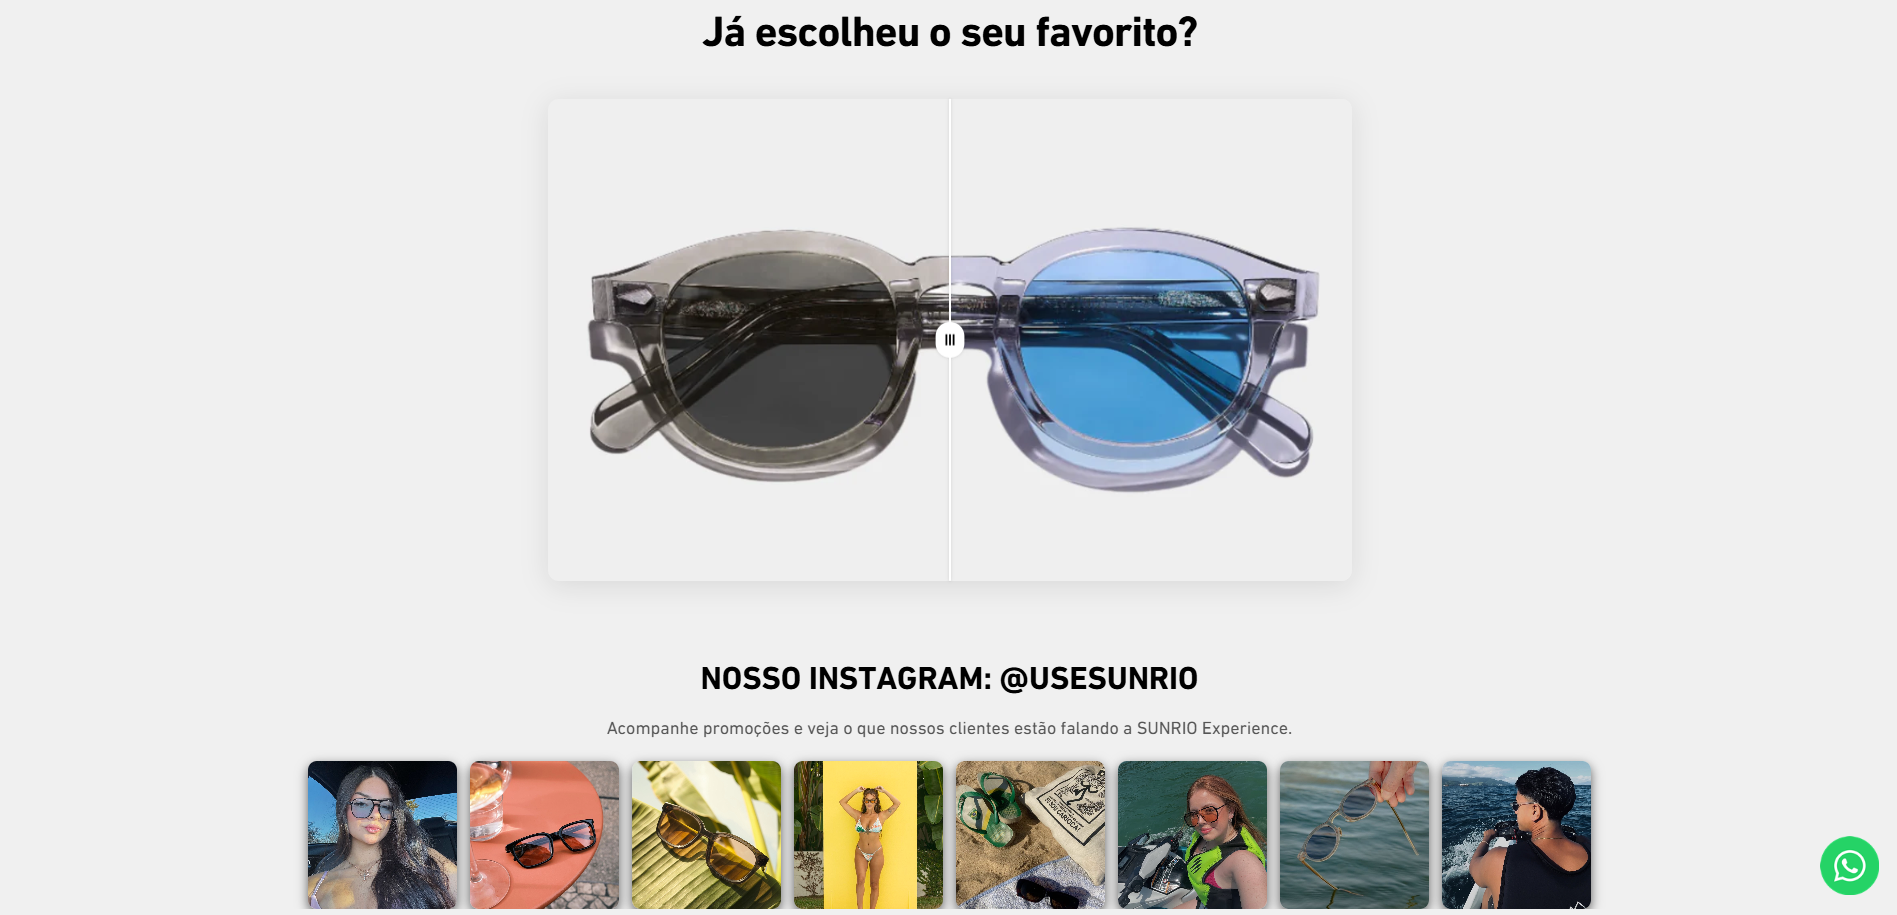 Já escolheu o seu favorito?
NOSSO INSTAGRAM: @USESUNRIO
Acompanhe promoções e veja o que nossos clientes estão falando a SUNRIO Experience.